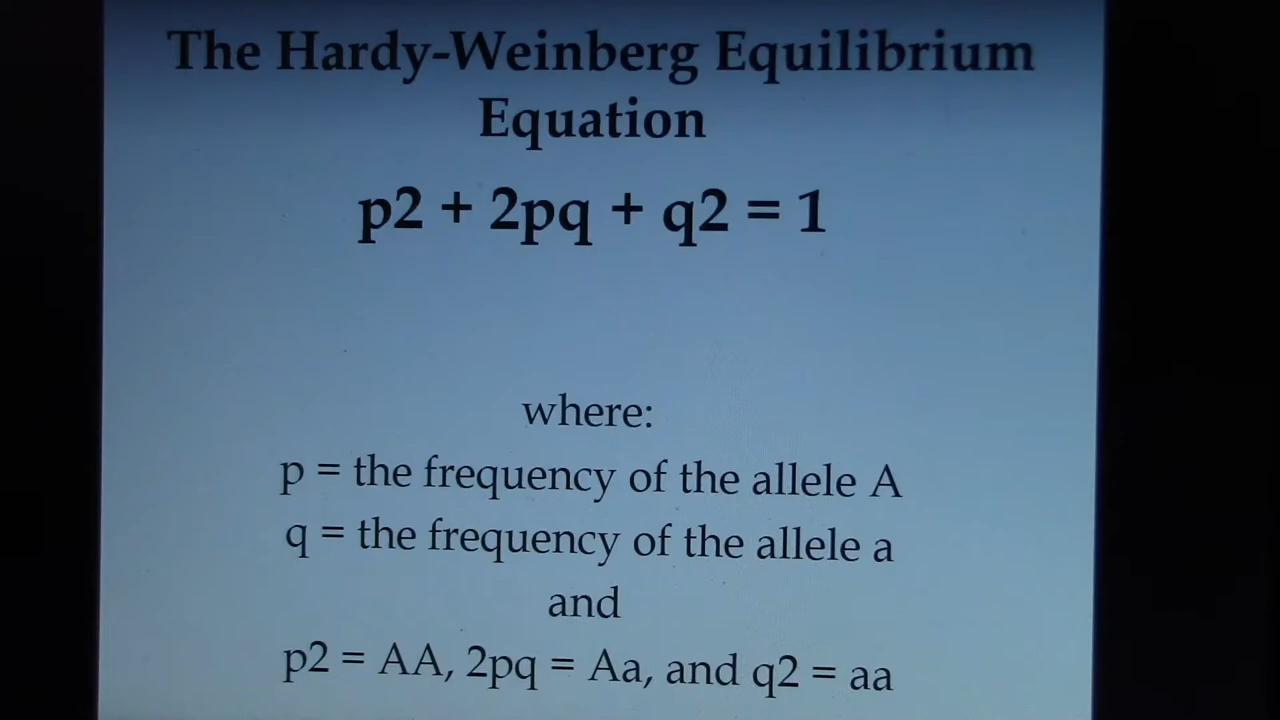 The Hardy-Weinberg Equilibrium
Equation
p2 + 2pq + q2 = 1
where:
p = the frequency of the allele A
q = the frequency of the allele a
and
p2 = AA, 2pq = Aa, and q2 = aa